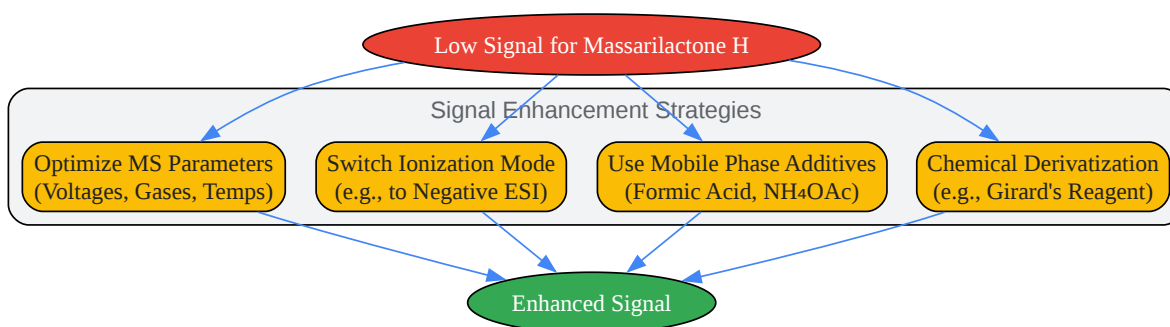 Low Signal for Massarilactone H
Signal Enhancement Strategies
Optimize MS Parameters
(Voltages, Gases, Temps)
Switch Ionization Mode
(e.g., to Negative ESI)
Use Mobile Phase Additives
(Formic Acid, NH₄OAc)
Chemical Derivatization
(e.g., Girard's Reagent)
Enhanced Signal